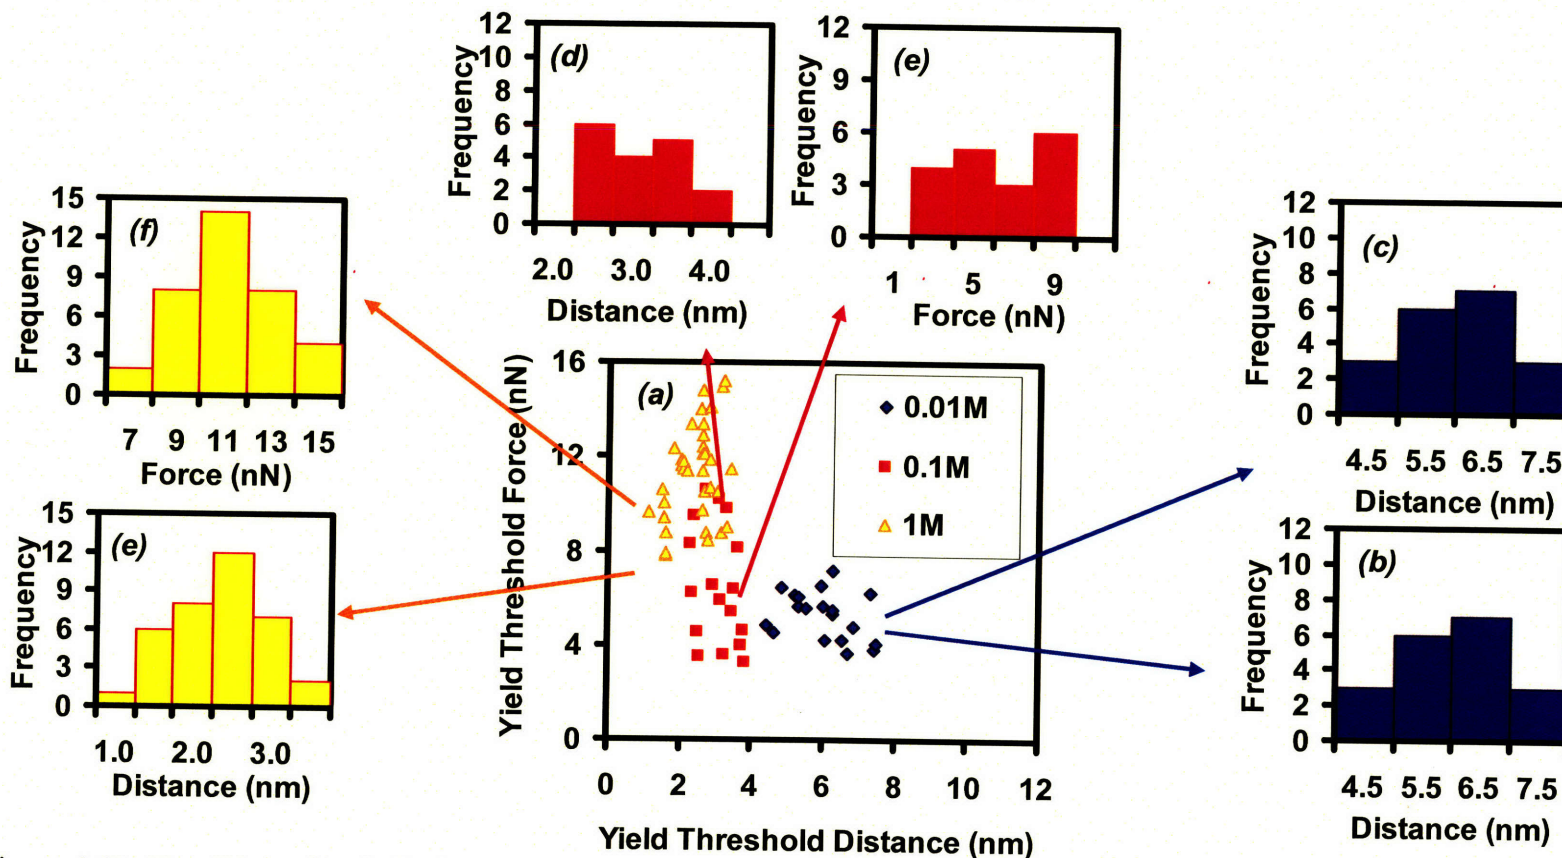 12
10
8
6
4
2
0
Frequency
(d)
2.0 3.0 4.0
Distance (nm)
12
9
6
3
0
Frequency
(e)
1 5 9
Force (nN)
15
12
9
6
3
0
Frequency
(f)
7 9 11 13 15
Force (nN)
15
12
9
6
3
0
Frequency
(e)
1.0 2.0 3.0
Distance (nm)
16
12
8
4
0
Yield Threshold Force (nN)
(a)
0.01M
0.1M
1M
0 2 4 6 8 10 12
Yield Threshold Distance (nm)
12
10
8
6
4
2
0
Frequency
(c)
4.5 5.5 6.5 7.5
Distance (nm)
12
10
8
6
4
2
0
Frequency
(b)
4.5 5.5 6.5 7.5
Distance (nm)